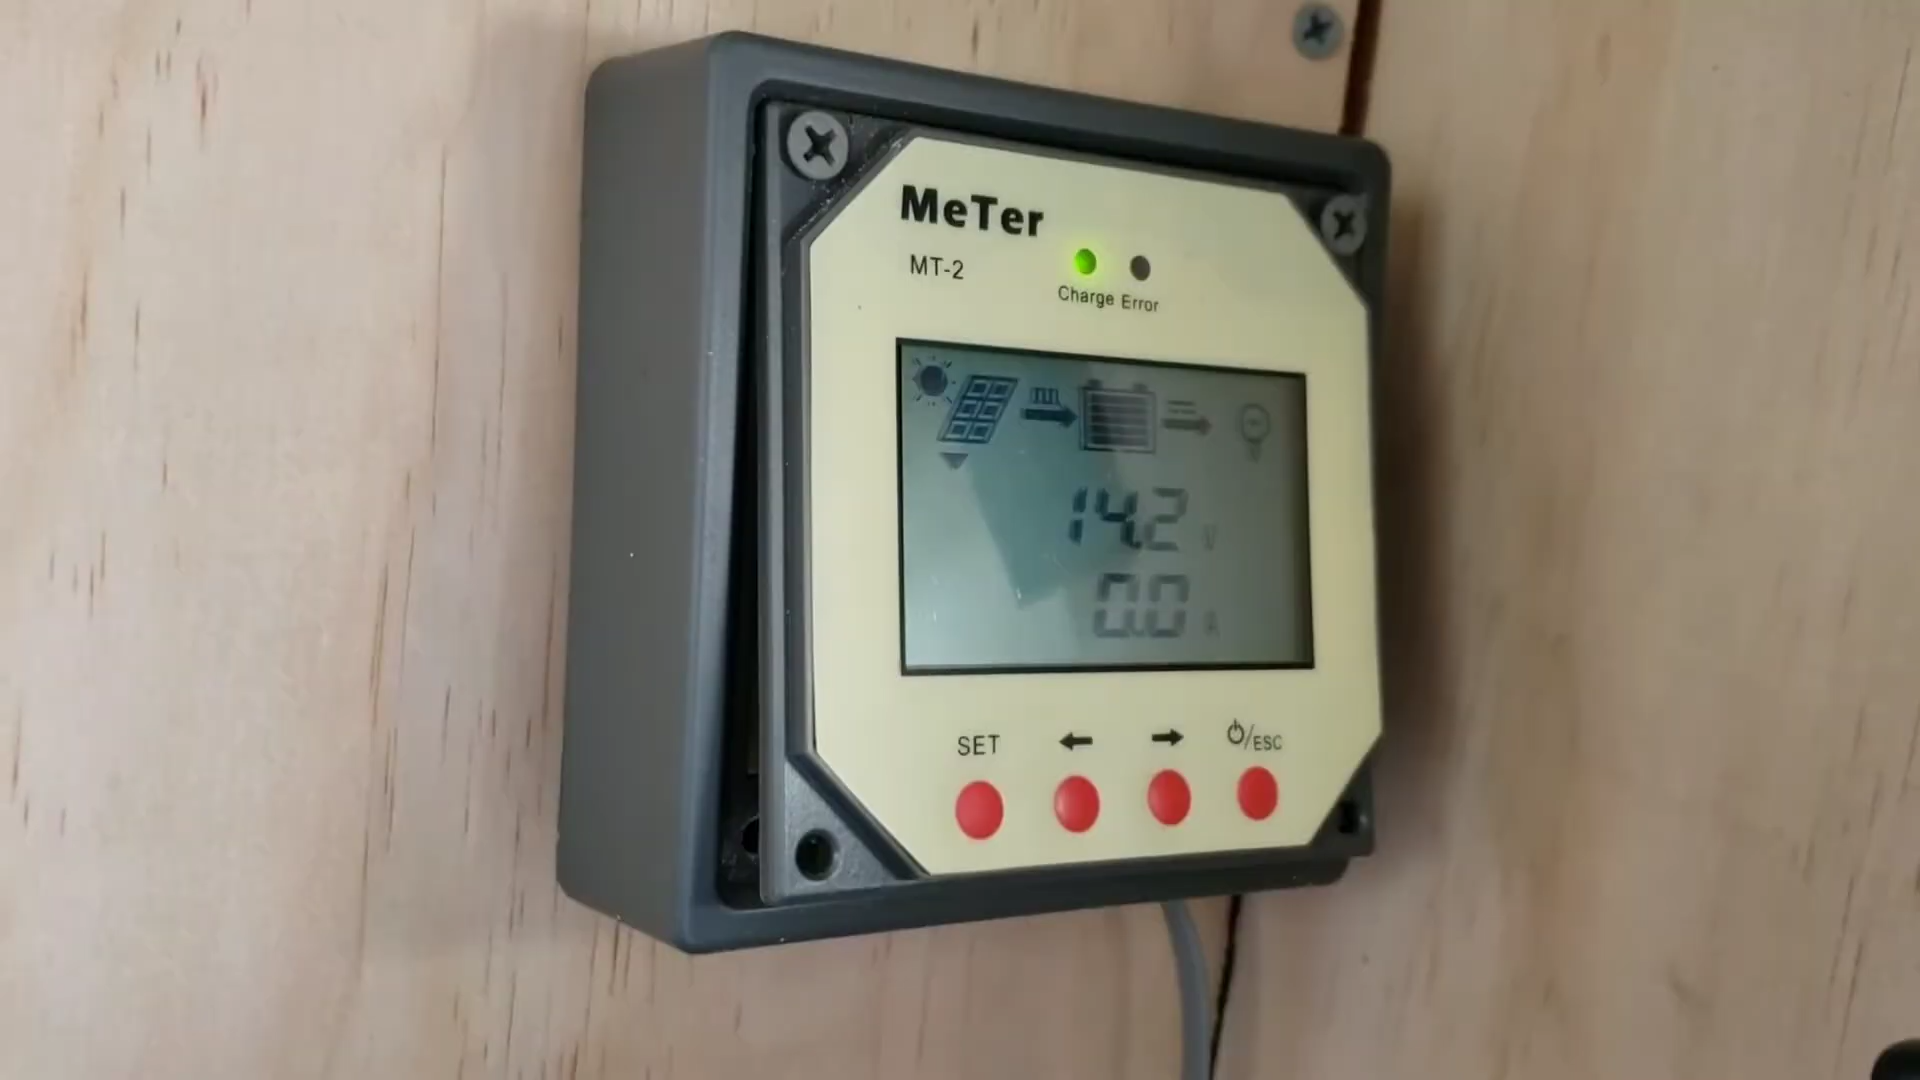 MeTer
MT-2
Charge Error
14.2 V
0.0 A
SET ← → ⏻/ESC